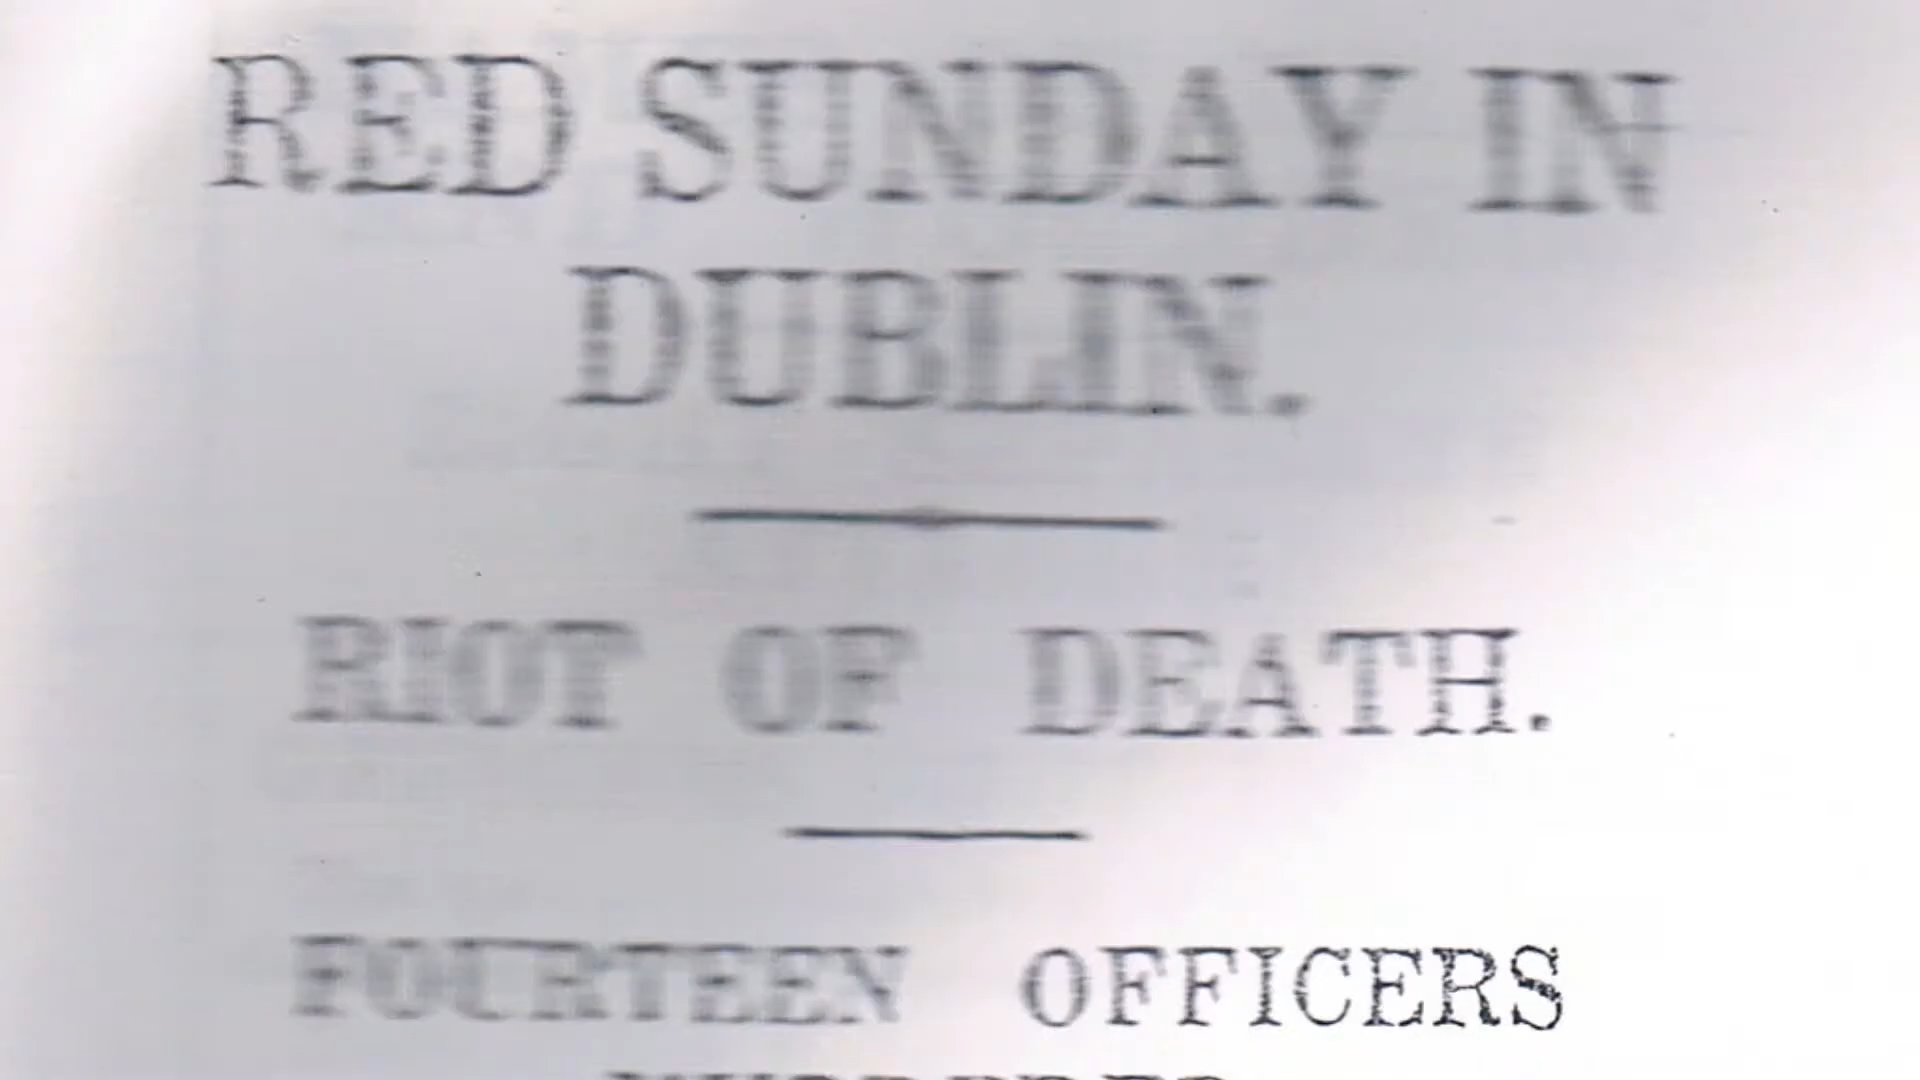 RED SUNDAY IN
DUBLIN.
RIOT OF DEATH.
FOURTEEN OFFICERS